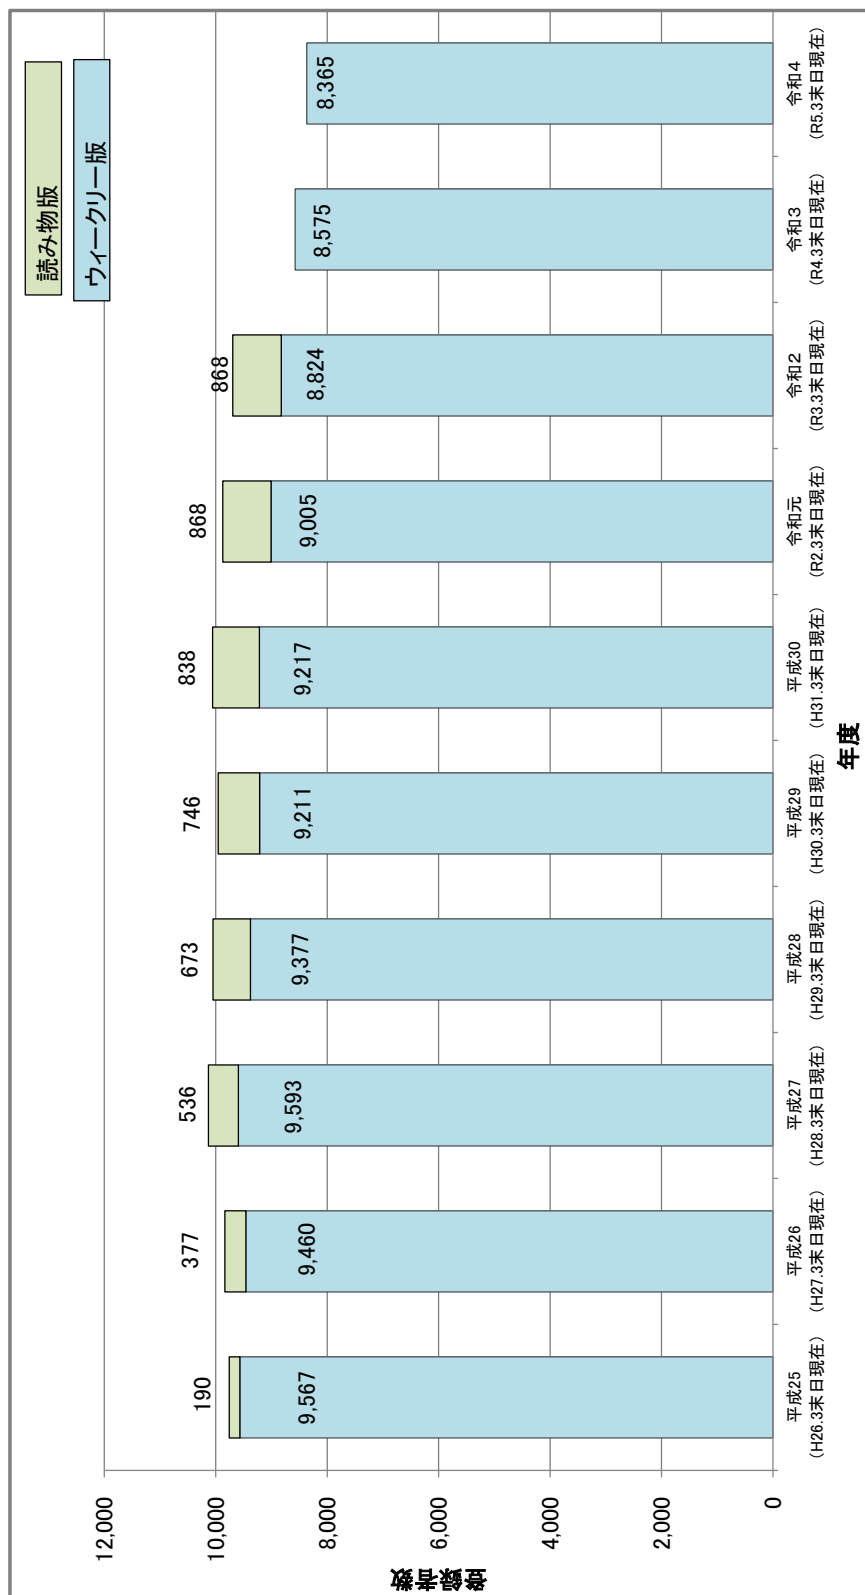 読み物版
ウィークリー版
登録者数
12,000
10,000
8,000
6,000
4,000
2,000
0
190
377
536
673
746
838
868
868
9,567
9,460
9,593
9,377
9,211
9,217
9,005
8,824
8,575
8,365
平成25
（H26.3末日現在）
平成26
（H27.3末日現在）
平成27
（H28.3末日現在）
平成28
（H29.3末日現在）
平成29
（H30.3末日現在）
平成30
（H31.3末日現在）
令和元
（R2.3末日現在）
令和２
（R3.3末日現在）
令和３
（R4.3末日現在）
令和４
（R5.3末日現在）
年度